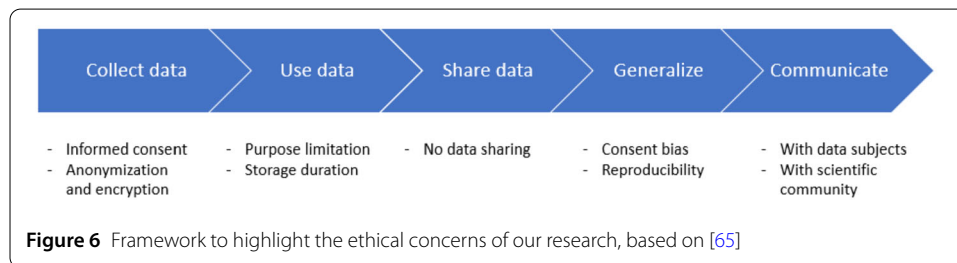 Collect data
Use data
Share data
Generalize
Communicate
- Informed consent
- Anonymization
and encryption
- Purpose limitation
- Storage duration
- No data sharing
- Consent bias
- Reproducibility
- With data subjects
- With scientific
community
Figure 6 Framework to highlight the ethical concerns of our research, based on [65]